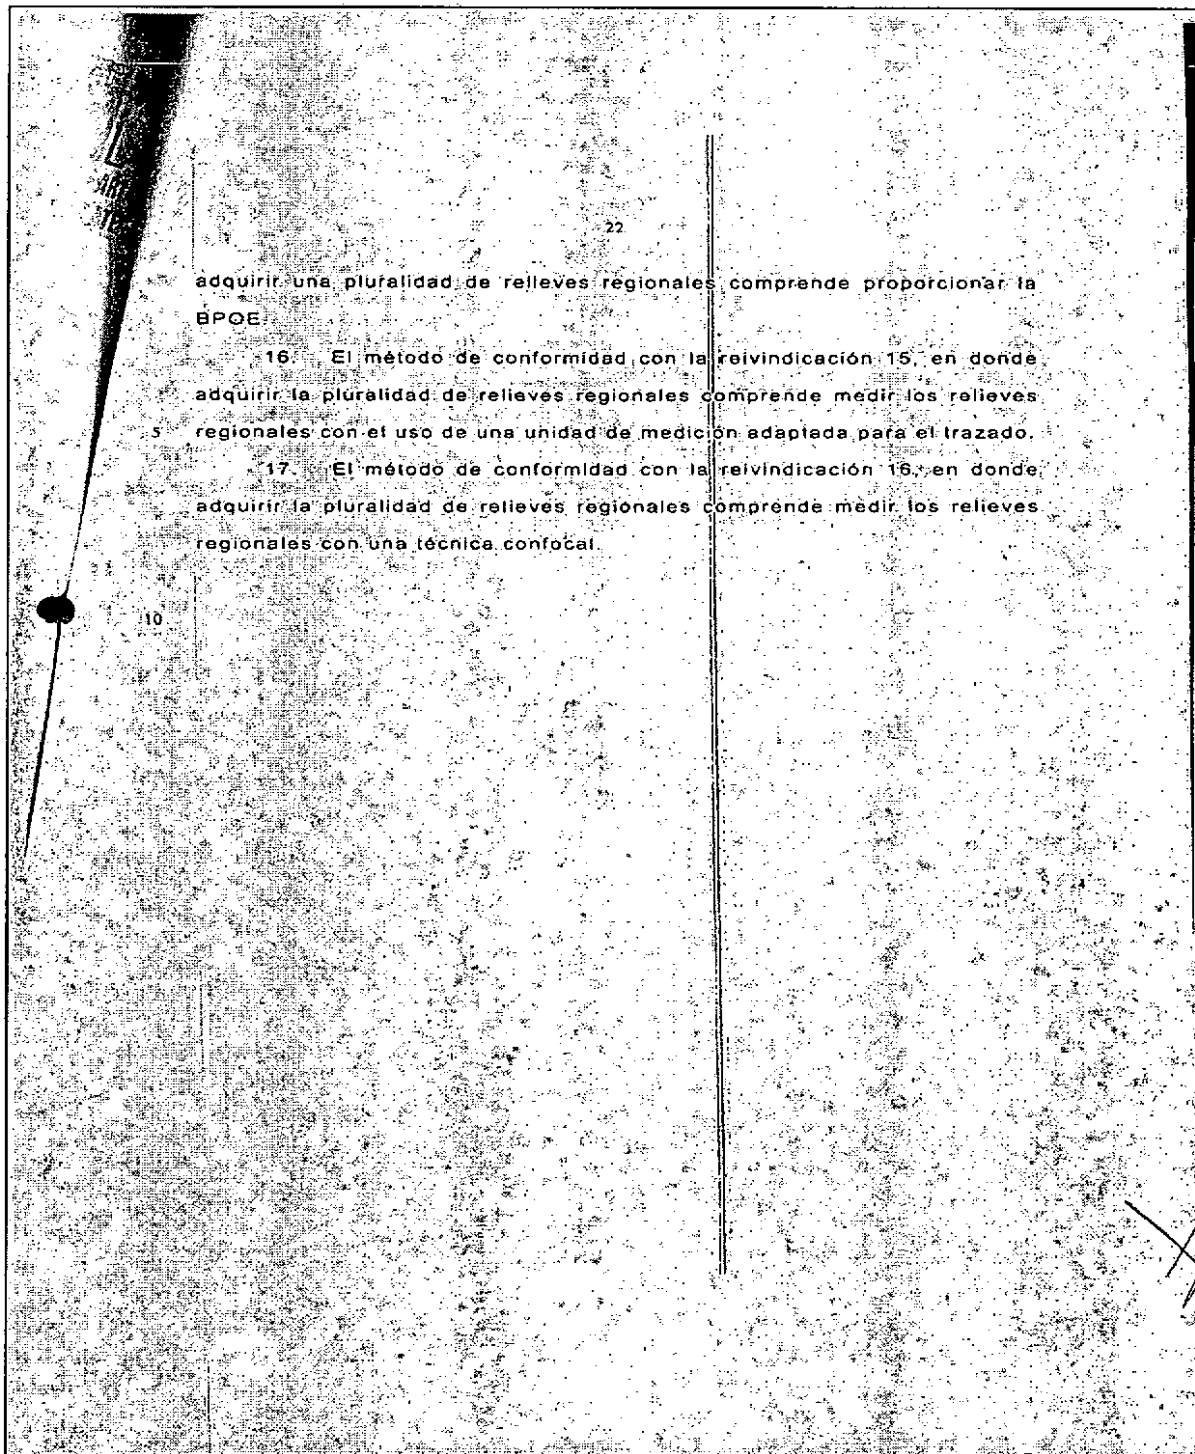 22
adquirir una pluralidad de relieves regionales comprende proporcionar la
BPOE.
16. El método de conformidad con la reivindicación 15, en donde
adquirir la pluralidad de relieves regionales comprende medir los relieves
5 regionales con el uso de una unidad de medición adaptada para el trazado.
17. El método de conformidad con la reivindicación 16, en donde
adquirir la pluralidad de relieves regionales comprende medir los relieves
regionales con una técnica confocal.
10